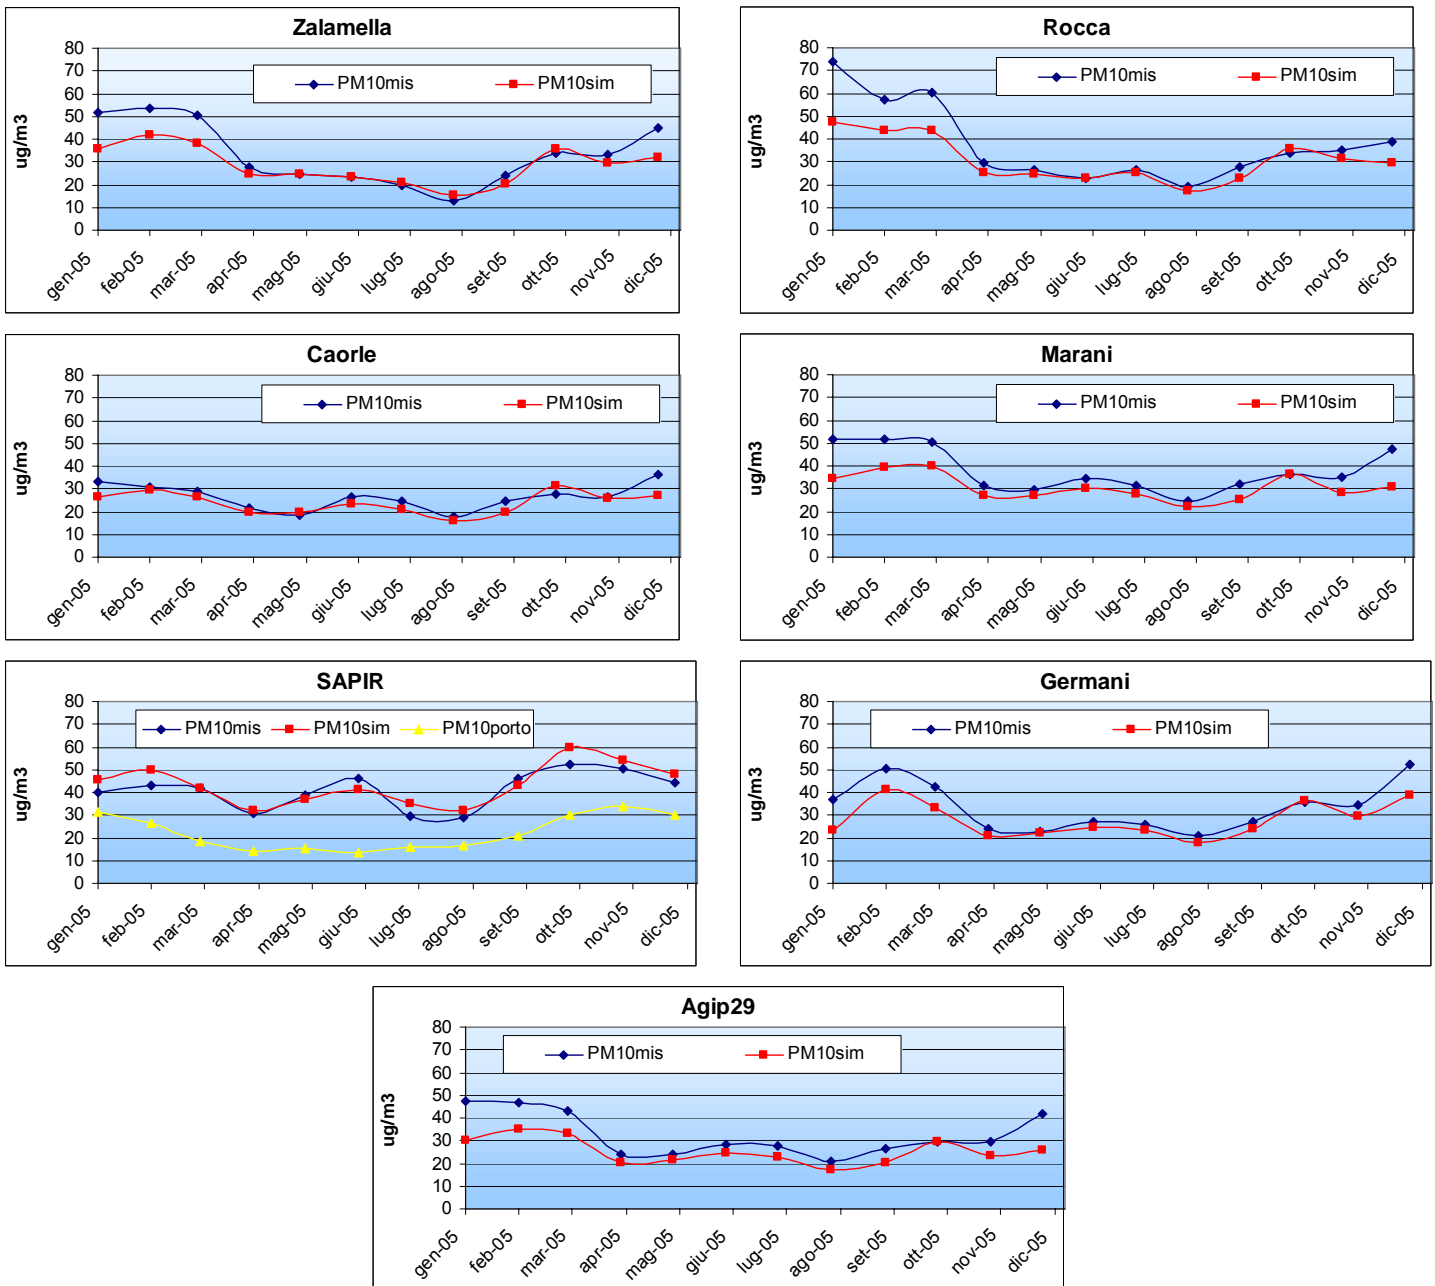 Zalamella
80
70
60
50
40
30
20
10
0
ug/m3
PM10mis PM10sim
gen-05 feb-05 mar-05 apr-05 mag-05 giu-05 lug-05 ago-05 set-05 ott-05 nov-05 dic-05
Rocca
80
70
60
50
40
30
20
10
0
ug/m3
PM10mis PM10sim
gen-05 feb-05 mar-05 apr-05 mag-05 giu-05 lug-05 ago-05 set-05 ott-05 nov-05 dic-05
Caorle
80
70
60
50
40
30
20
10
0
ug/m3
PM10mis PM10sim
gen-05 feb-05 mar-05 apr-05 mag-05 giu-05 lug-05 ago-05 set-05 ott-05 nov-05 dic-05
Marani
80
70
60
50
40
30
20
10
0
ug/m3
PM10mis PM10sim
gen-05 feb-05 mar-05 apr-05 mag-05 giu-05 lug-05 ago-05 set-05 ott-05 nov-05 dic-05
SAPIR
80
70
60
50
40
30
20
10
0
ug/m3
PM10mis PM10sim PM10porto
gen-05 feb-05 mar-05 apr-05 mag-05 giu-05 lug-05 ago-05 set-05 ott-05 nov-05 dic-05
Germani
80
70
60
50
40
30
20
10
0
ug/m3
PM10mis PM10sim
gen-05 feb-05 mar-05 apr-05 mag-05 giu-05 lug-05 ago-05 set-05 ott-05 nov-05 dic-05
Agip29
80
70
60
50
40
30
20
10
0
ug/m3
PM10mis PM10sim
gen-05 feb-05 mar-05 apr-05 mag-05 giu-05 lug-05 ago-05 set-05 ott-05 nov-05 dic-05